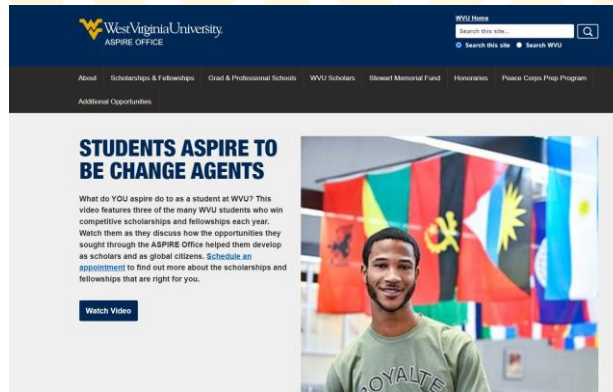 WestVirginiaUniversity.
ASPIRE OFFICE
WVU Home
Search this site...
Search this site Search WVU
About Scholarships & Fellowships Grad & Professional Schools WVU Scholars Stewart Memorial Fund Honoraries Peace Corps Prep Program
Additional Opportunities
STUDENTS ASPIRE TO
BE CHANGE AGENTS
What do YOU aspire do to as a student at WVU? This
video features three of the many WVU students who win
competitive scholarships and fellowships each year.
Watch them as they discuss how the opportunities they
sought through the ASPIRE Office helped them develop
as scholars and as global citizens. Schedule an
appointment to find out more about the scholarships and
fellowships that are right for you.
Watch Video